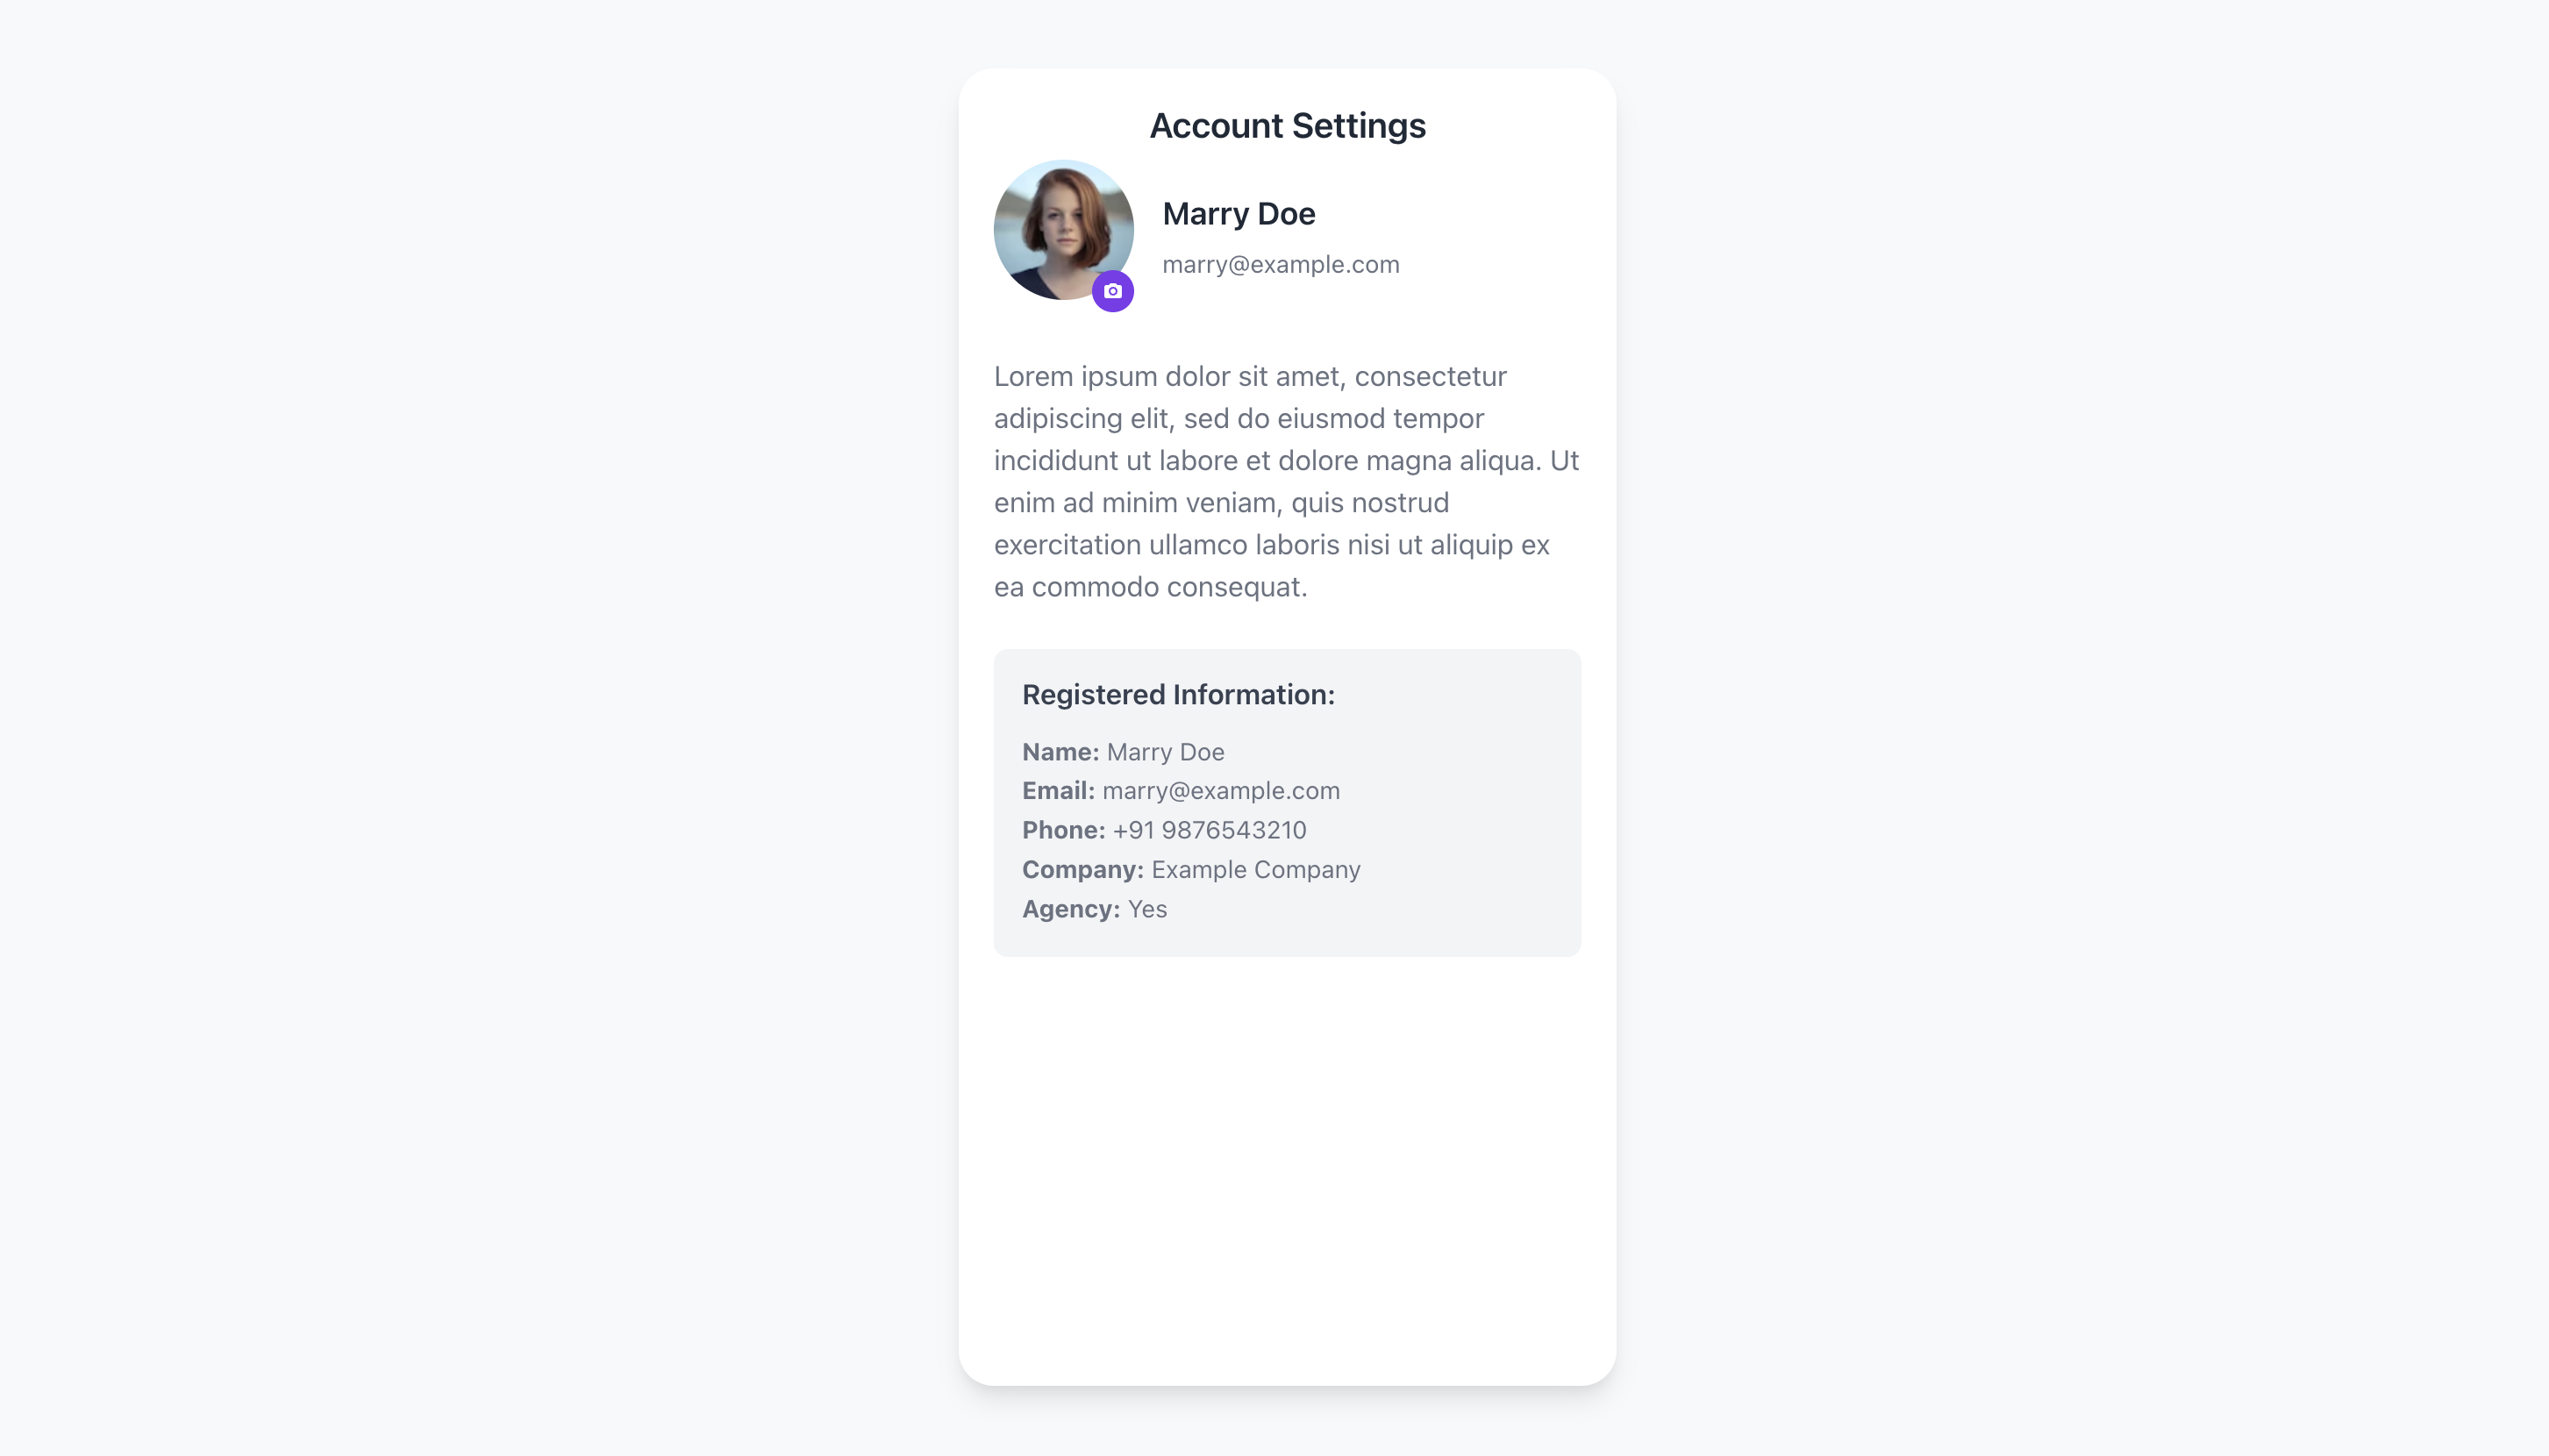 Account Settings
Marry Doe
marry@example.com
Lorem ipsum dolor sit amet, consectetur
adipiscing elit, sed do eiusmod tempor
incididunt ut labore et dolore magna aliqua. Ut
enim ad minim veniam, quis nostrud
exercitation ullamco laboris nisi ut aliquip ex
ea commodo consequat.
Registered Information:
Name: Marry Doe
Email: marry@example.com
Phone: +91 9876543210
Company: Example Company
Agency: Yes